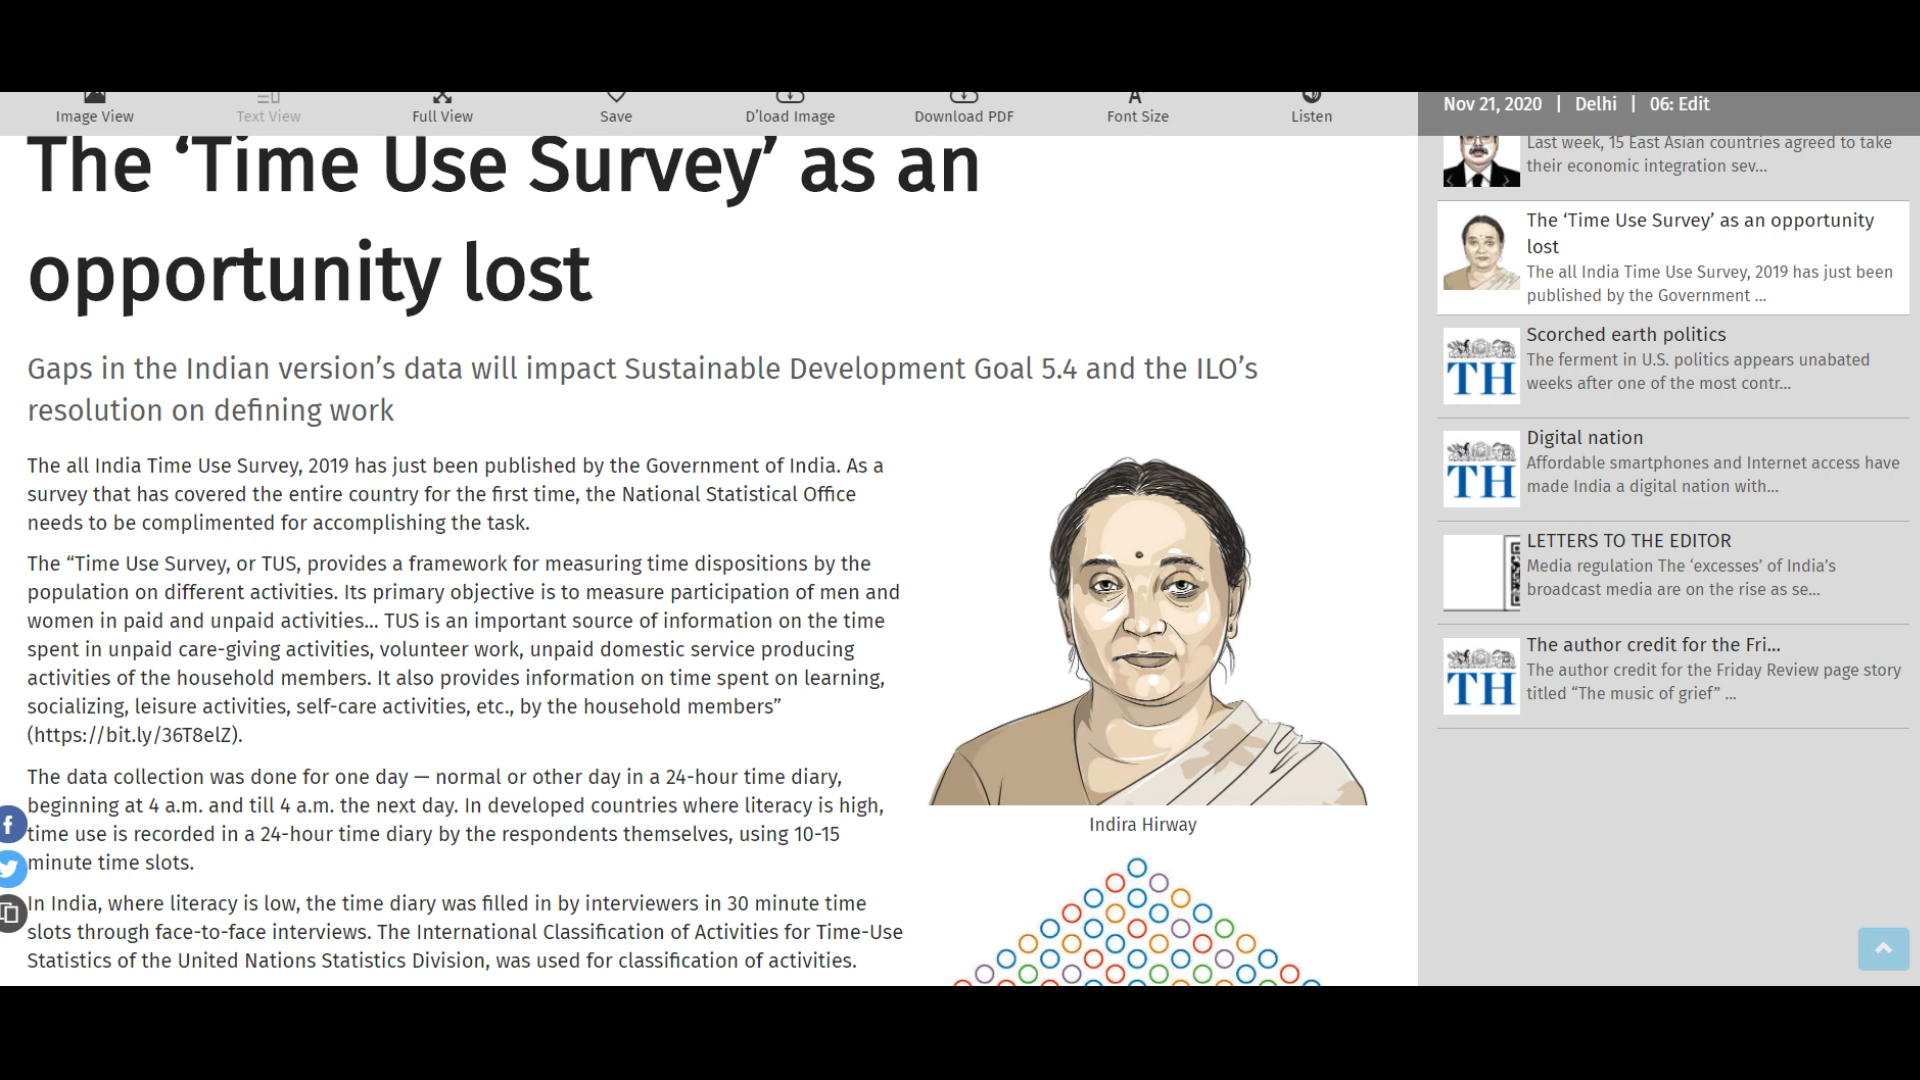 Image View
Text View
Full View
Save
D'load Image
Download PDF
Font Size
Listen
Nov 21, 2020 | Delhi | 06: Edit
The ‘Time Use Survey’ as an
opportunity lost
Gaps in the Indian version’s data will impact Sustainable Development Goal 5.4 and the ILO’s
resolution on defining work
The all India Time Use Survey, 2019 has just been published by the Government of India. As a
survey that has covered the entire country for the first time, the National Statistical Office
needs to be complimented for accomplishing the task.
The “Time Use Survey, or TUS, provides a framework for measuring time dispositions by the
population on different activities. Its primary objective is to measure participation of men and
women in paid and unpaid activities... TUS is an important source of information on the time
spent in unpaid care-giving activities, volunteer work, unpaid domestic service producing
activities of the household members. It also provides information on time spent on learning,
socializing, leisure activities, self-care activities, etc., by the household members”
(https://bit.ly/36T8elZ).
The data collection was done for one day — normal or other day in a 24-hour time diary,
beginning at 4 a.m. and till 4 a.m. the next day. In developed countries where literacy is high,
time use is recorded in a 24-hour time diary by the respondents themselves, using 10-15
minute time slots.
In India, where literacy is low, the time diary was filled in by interviewers in 30 minute time
slots through face-to-face interviews. The International Classification of Activities for Time-Use
Statistics of the United Nations Statistics Division, was used for classification of activities.
Indira Hirway
Last week, 15 East Asian countries agreed to take
their economic integration sev...
The ‘Time Use Survey’ as an opportunity
lost
The all India Time Use Survey, 2019 has just been
published by the Government ...
Scorched earth politics
The ferment in U.S. politics appears unabated
weeks after one of the most contr...
TH
Digital nation
Affordable smartphones and Internet access have
made India a digital nation with...
TH
LETTERS TO THE EDITOR
Media regulation The ‘excesses’ of India’s
broadcast media are on the rise as se...
The author credit for the Fri...
The author credit for the Friday Review page story
titled “The music of grief” ...
TH